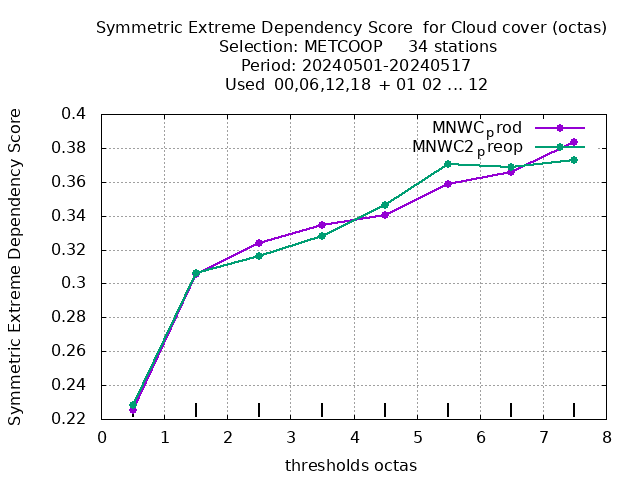 Symmetric Extreme Dependency Score for Cloud cover (octas)
Selection: METCOOP 34 stations
Period: 20240501-20240517
Used 00,06,12,18 + 01 02 ... 12
Symmetric Extreme Dependency Score
0.4
0.38
0.36
0.34
0.32
0.3
0.28
0.26
0.24
0.22
MNWCprod
MNWC2preop
0 1 2 3 4 5 6 7 8
thresholds octas